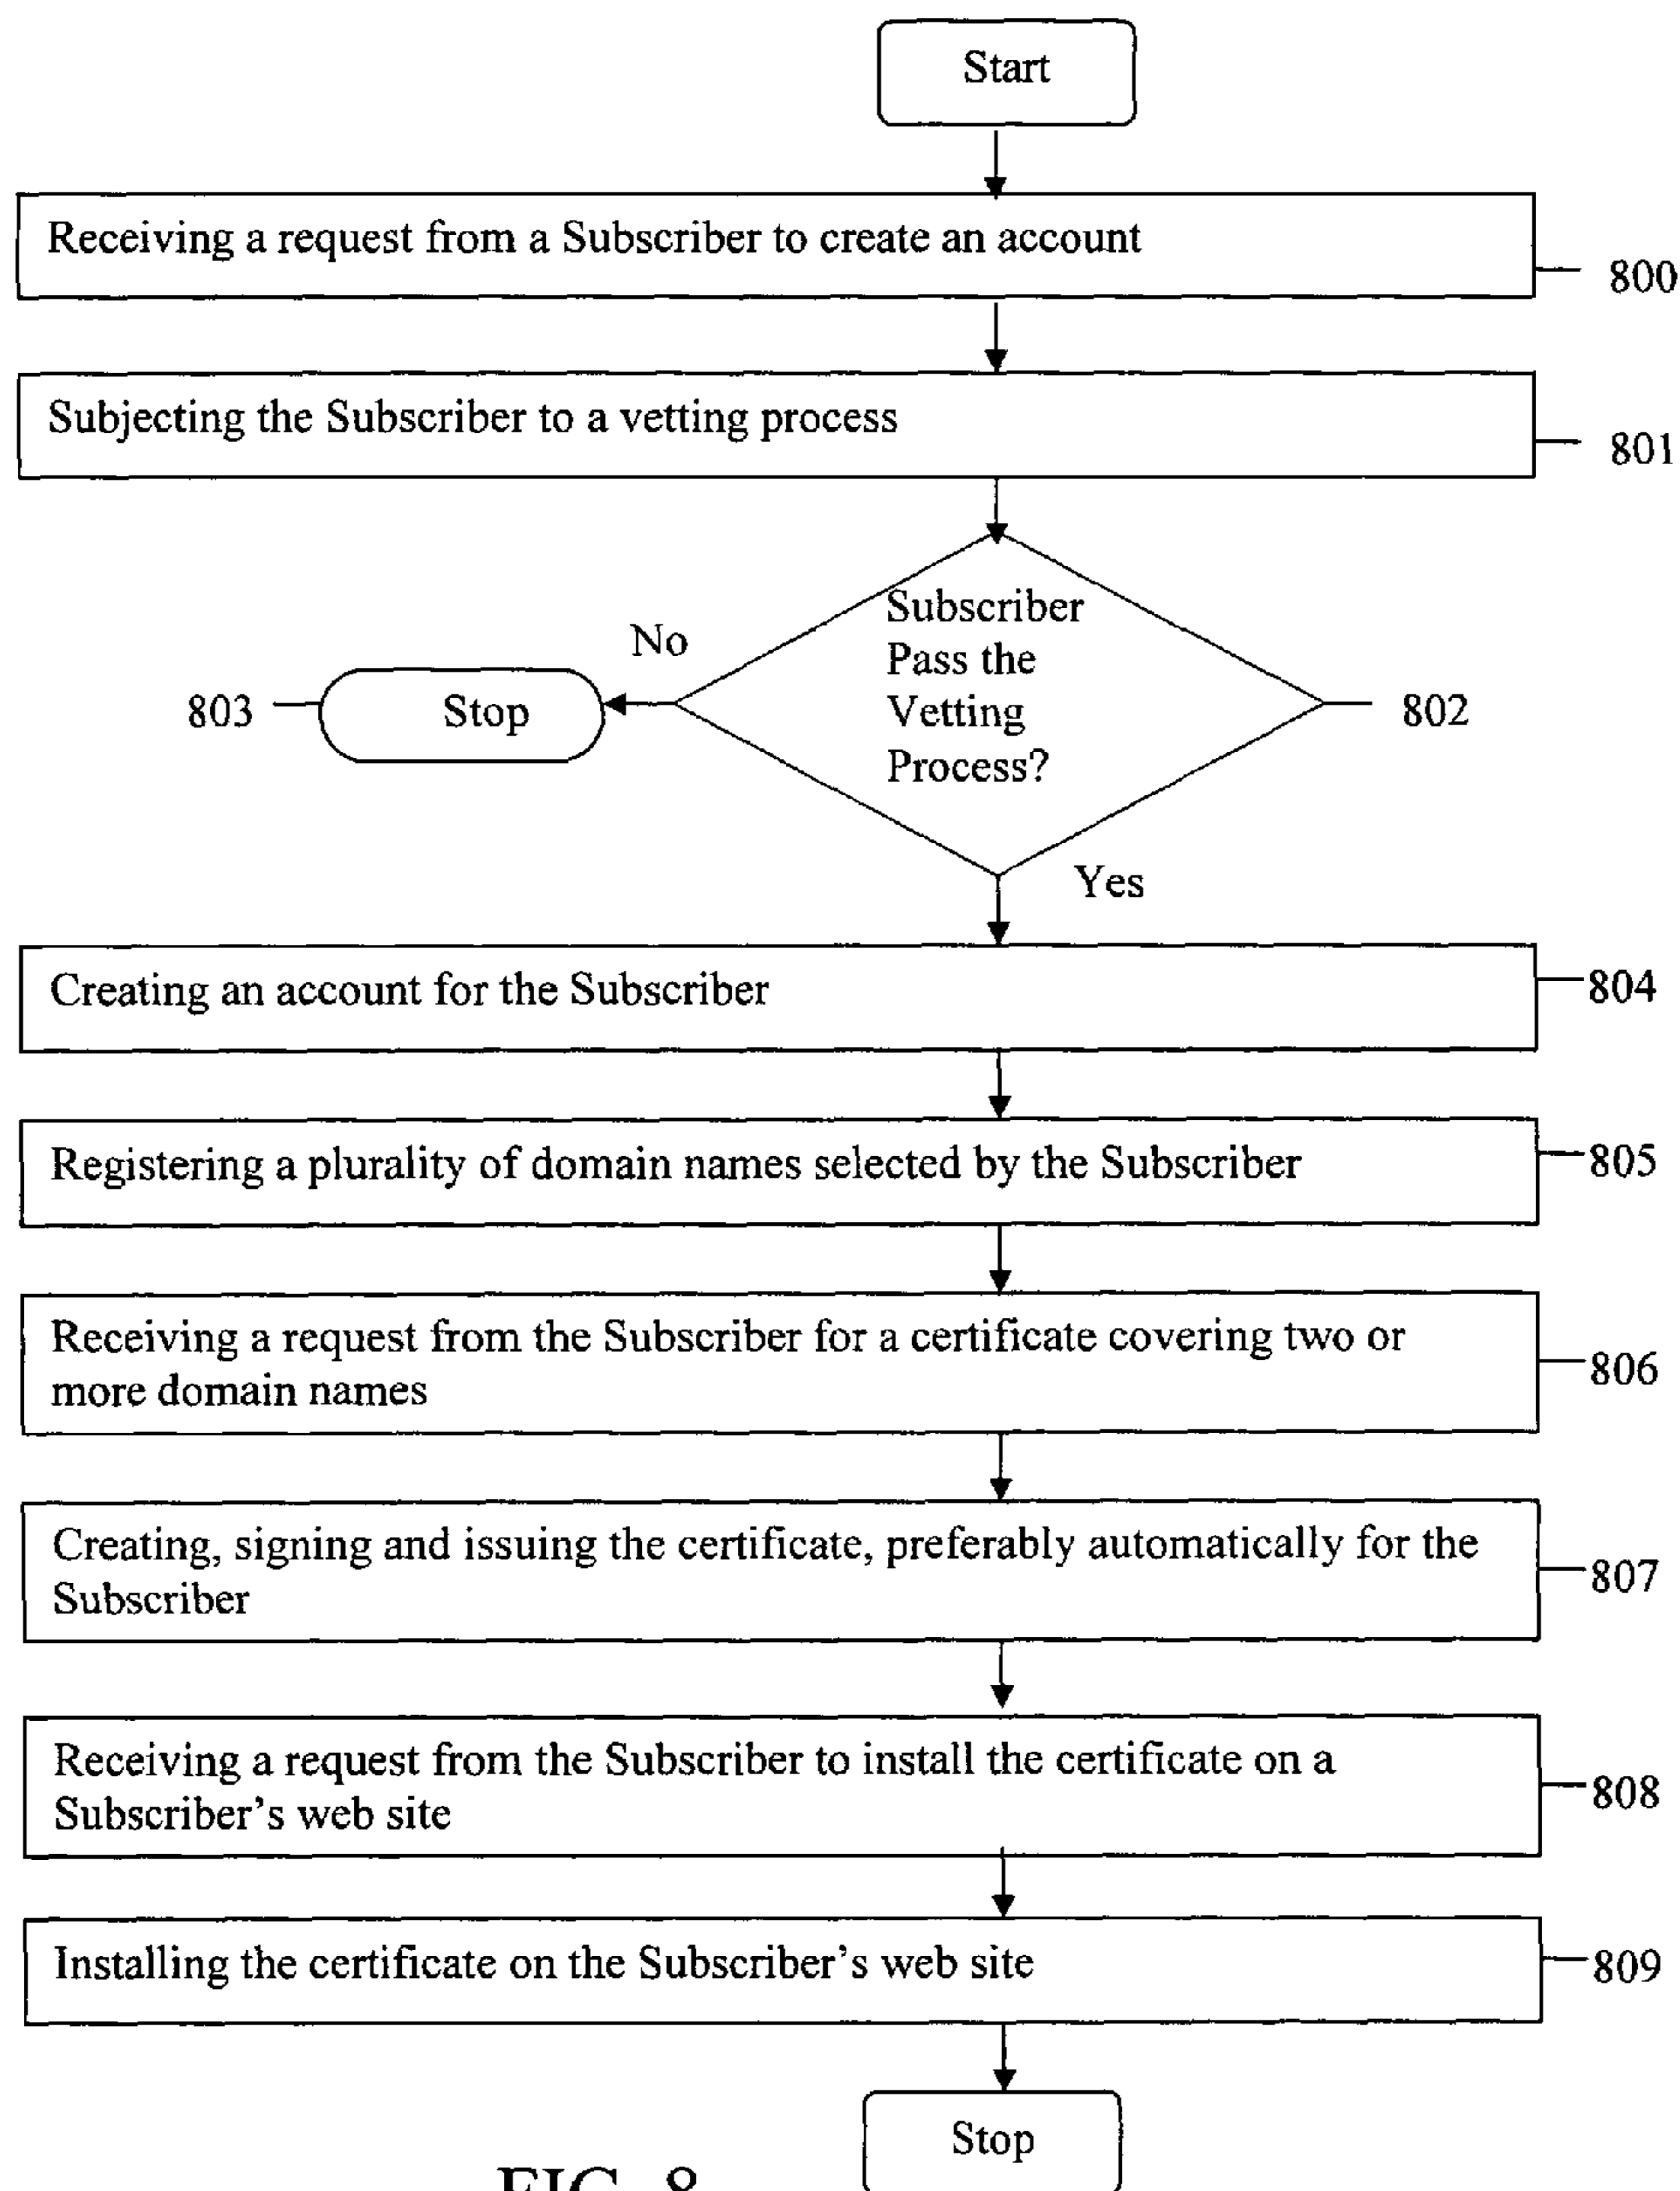 Start
Receiving a request from a Subscriber to create an account
800
Subjecting the Subscriber to a vetting process
801
Subscriber
Pass the
Vetting
Process?
No
803
Stop
802
Yes
Creating an account for the Subscriber
804
Registering a plurality of domain names selected by the Subscriber
805
Receiving a request from the Subscriber for a certificate covering two or
more domain names
806
Creating, signing and issuing the certificate, preferably automatically for the
Subscriber
807
Receiving a request from the Subscriber to install the certificate on a
Subscriber's web site
808
Installing the certificate on the Subscriber's web site
809
Stop
FIG. 8